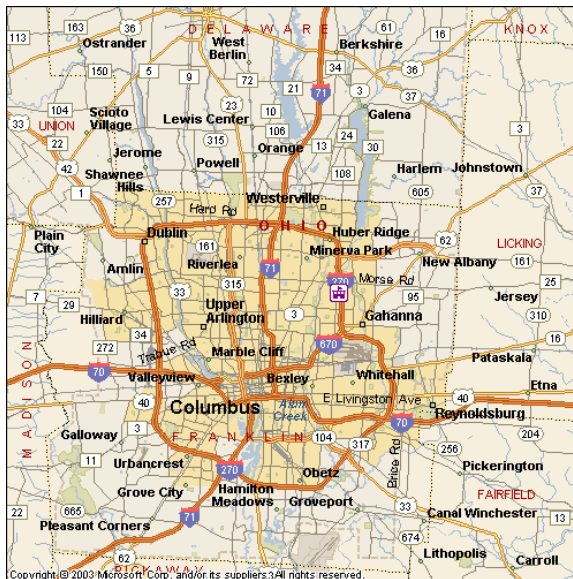 DELAWARE
KNOX
163
36
36
61
16
113
Ostrander
West
Berlin
Berkshire
36
150
5
9
72
21
34
3
71
104
Scioto
Village
23
10
Galena
33
UNION
Lewis Center
106
24
3
22
315
Orange
13
30
42
Jerome
Powell
108
Harlem
Johnstown
Shawnee
Hills
605
37
1
257
Westerville
Hard Rd
OHIO
Plain
City
Dublin
Huber Ridge
62
161
Minerva Park
LICKING
Amlin
Riverlea
71
270
Morse Rd
New Albany
7
33
315
95
Jersey
29
Upper
Arlington
3
310
Hilliard
34
Gahanna
272
Trabue Rd
670
16
Marble Cliff
Pataskala
70
Valleyview
Bexley
Whitehall
Etna
MADISON
40
Columbus
Alum
Creek
E Livingston Ave
40
Reynoldsburg
Galloway
3
FRANKLIN
104
317
70
204
11
Urbancrest
256
270
Obetz
Brice Rd
Pickerington
Grove City
Hamilton
Meadows
Groveport
33
FAIRFIELD
22
665
Pleasant Corners
71
Canal Winchester
13
674
62
Lithopolis
Carroll
PICKAWAY
Copyright © 2003 Microsoft Corp. and/or its suppliers. All rights reserved.